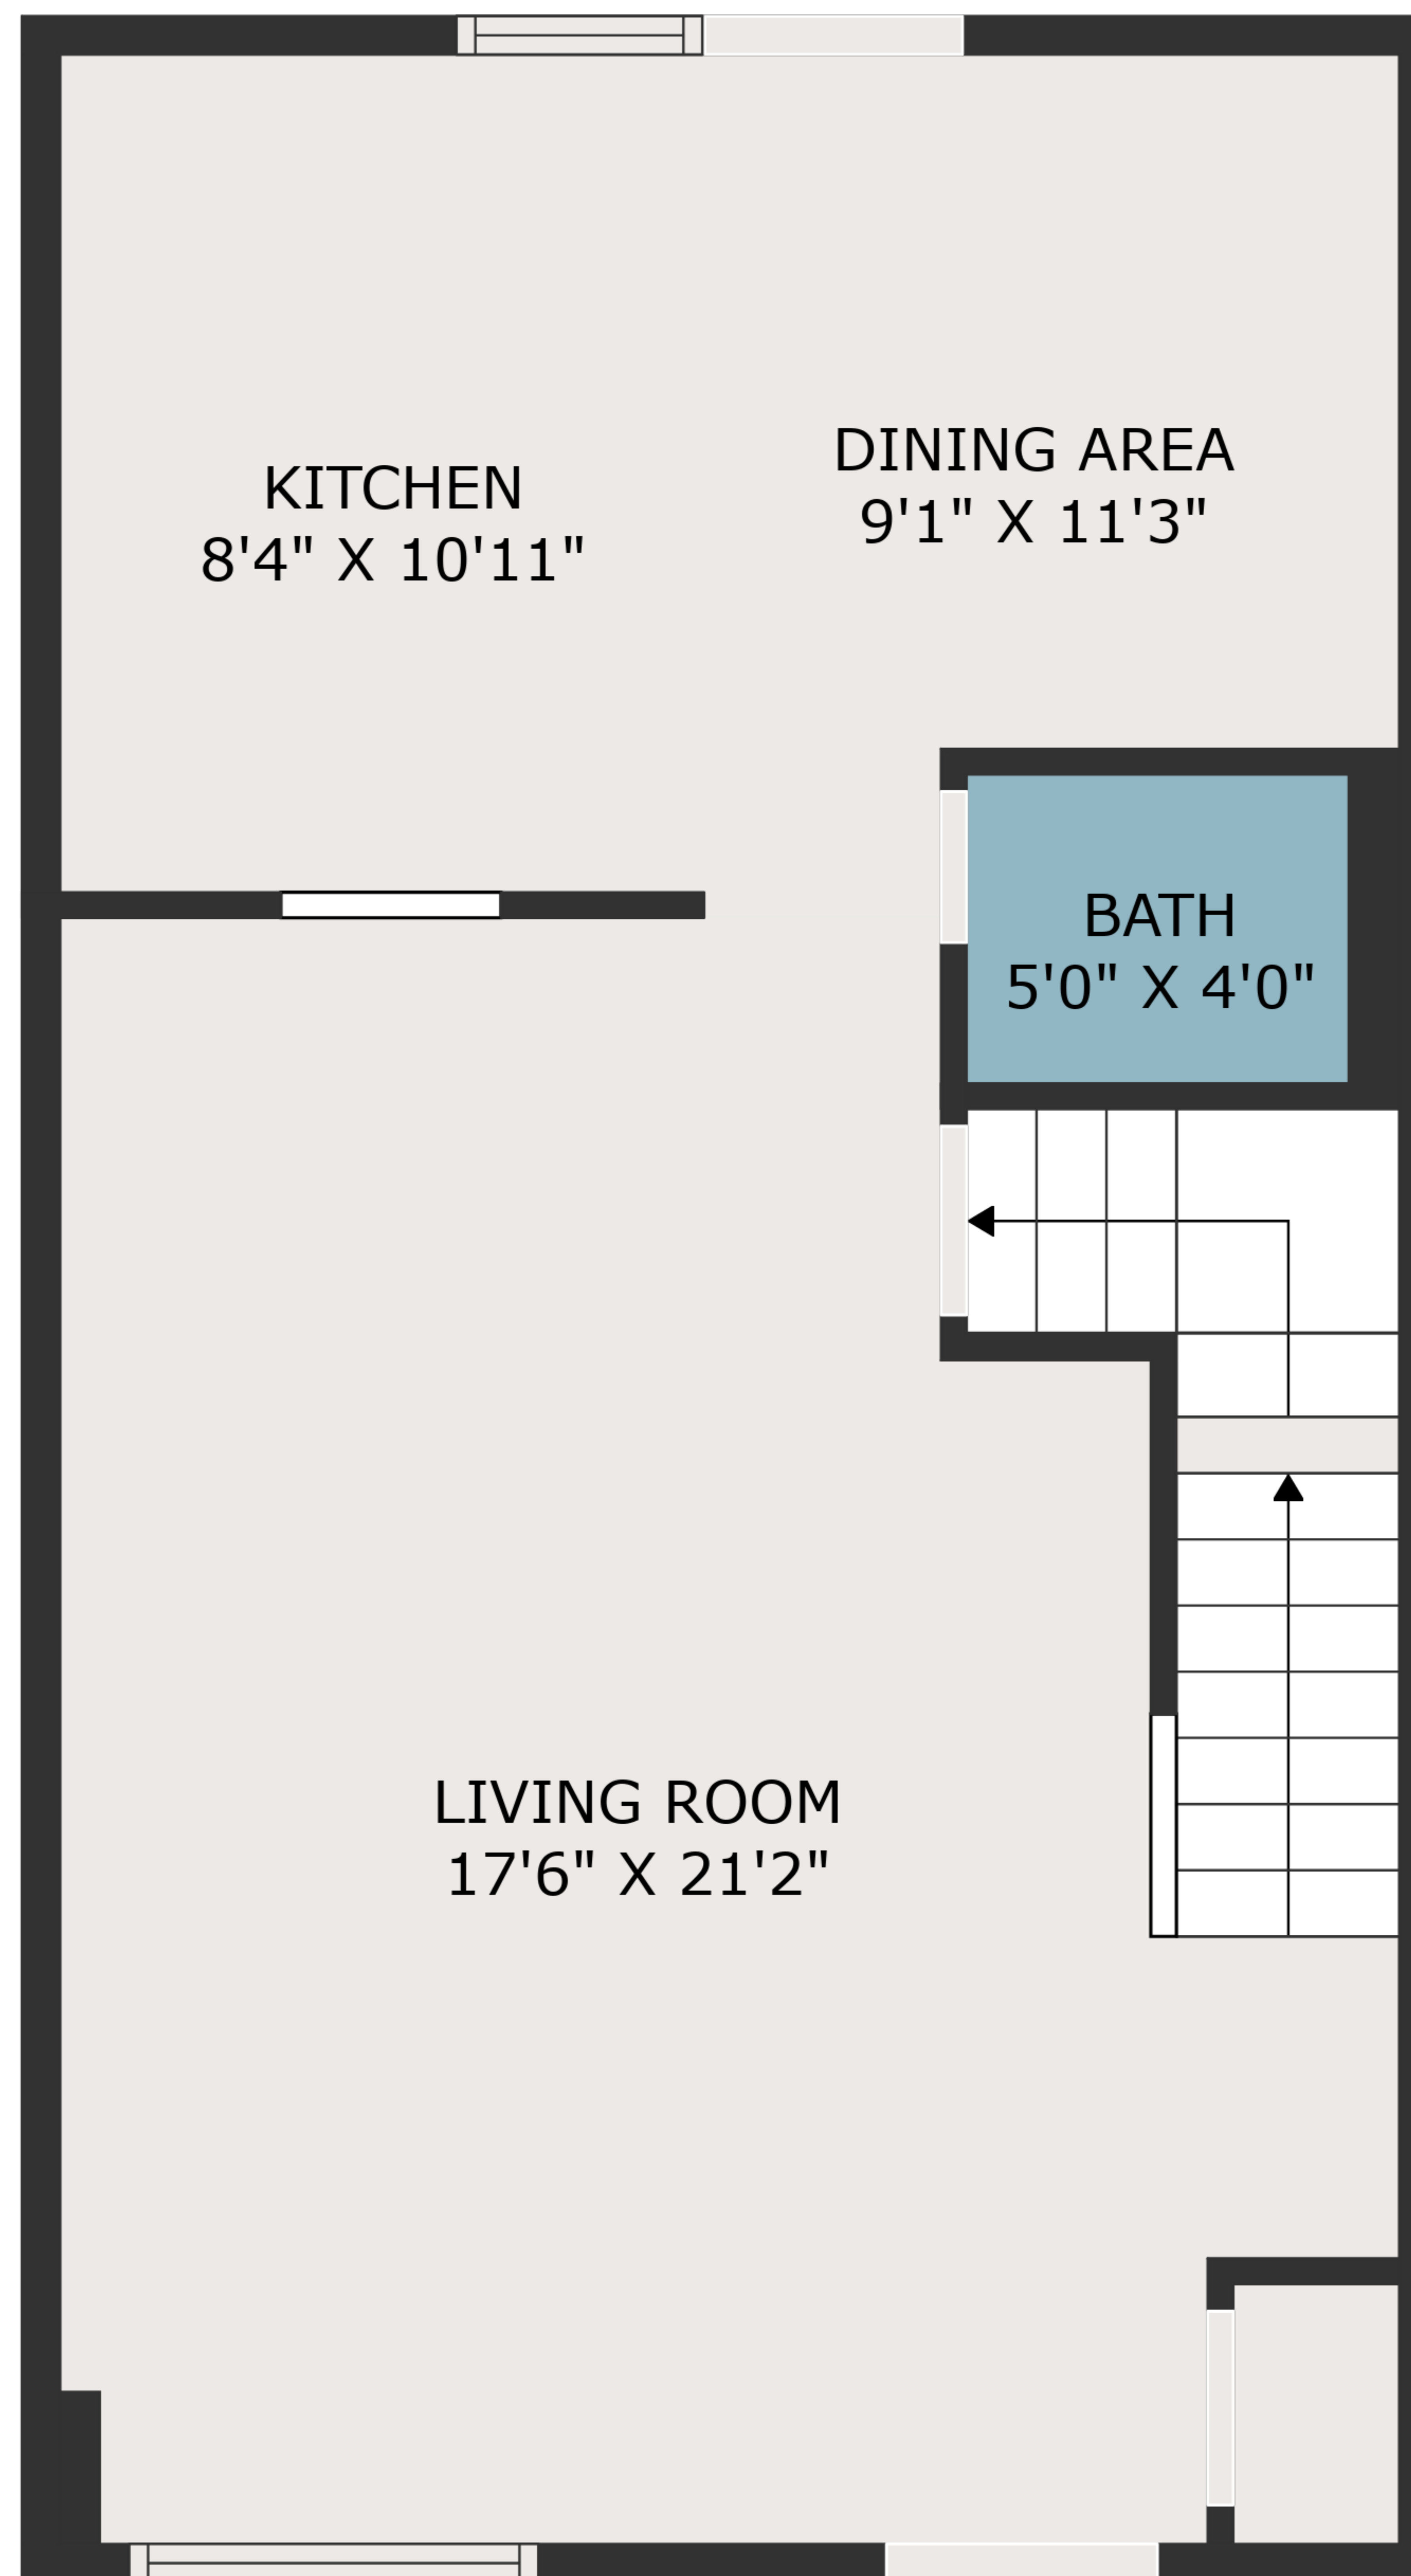 KITCHEN
8'4" X 10'11"
DINING AREA
9'1" X 11'3"
BATH
5'0" X 4'0"
LIVING ROOM
17'6" X 21'2"